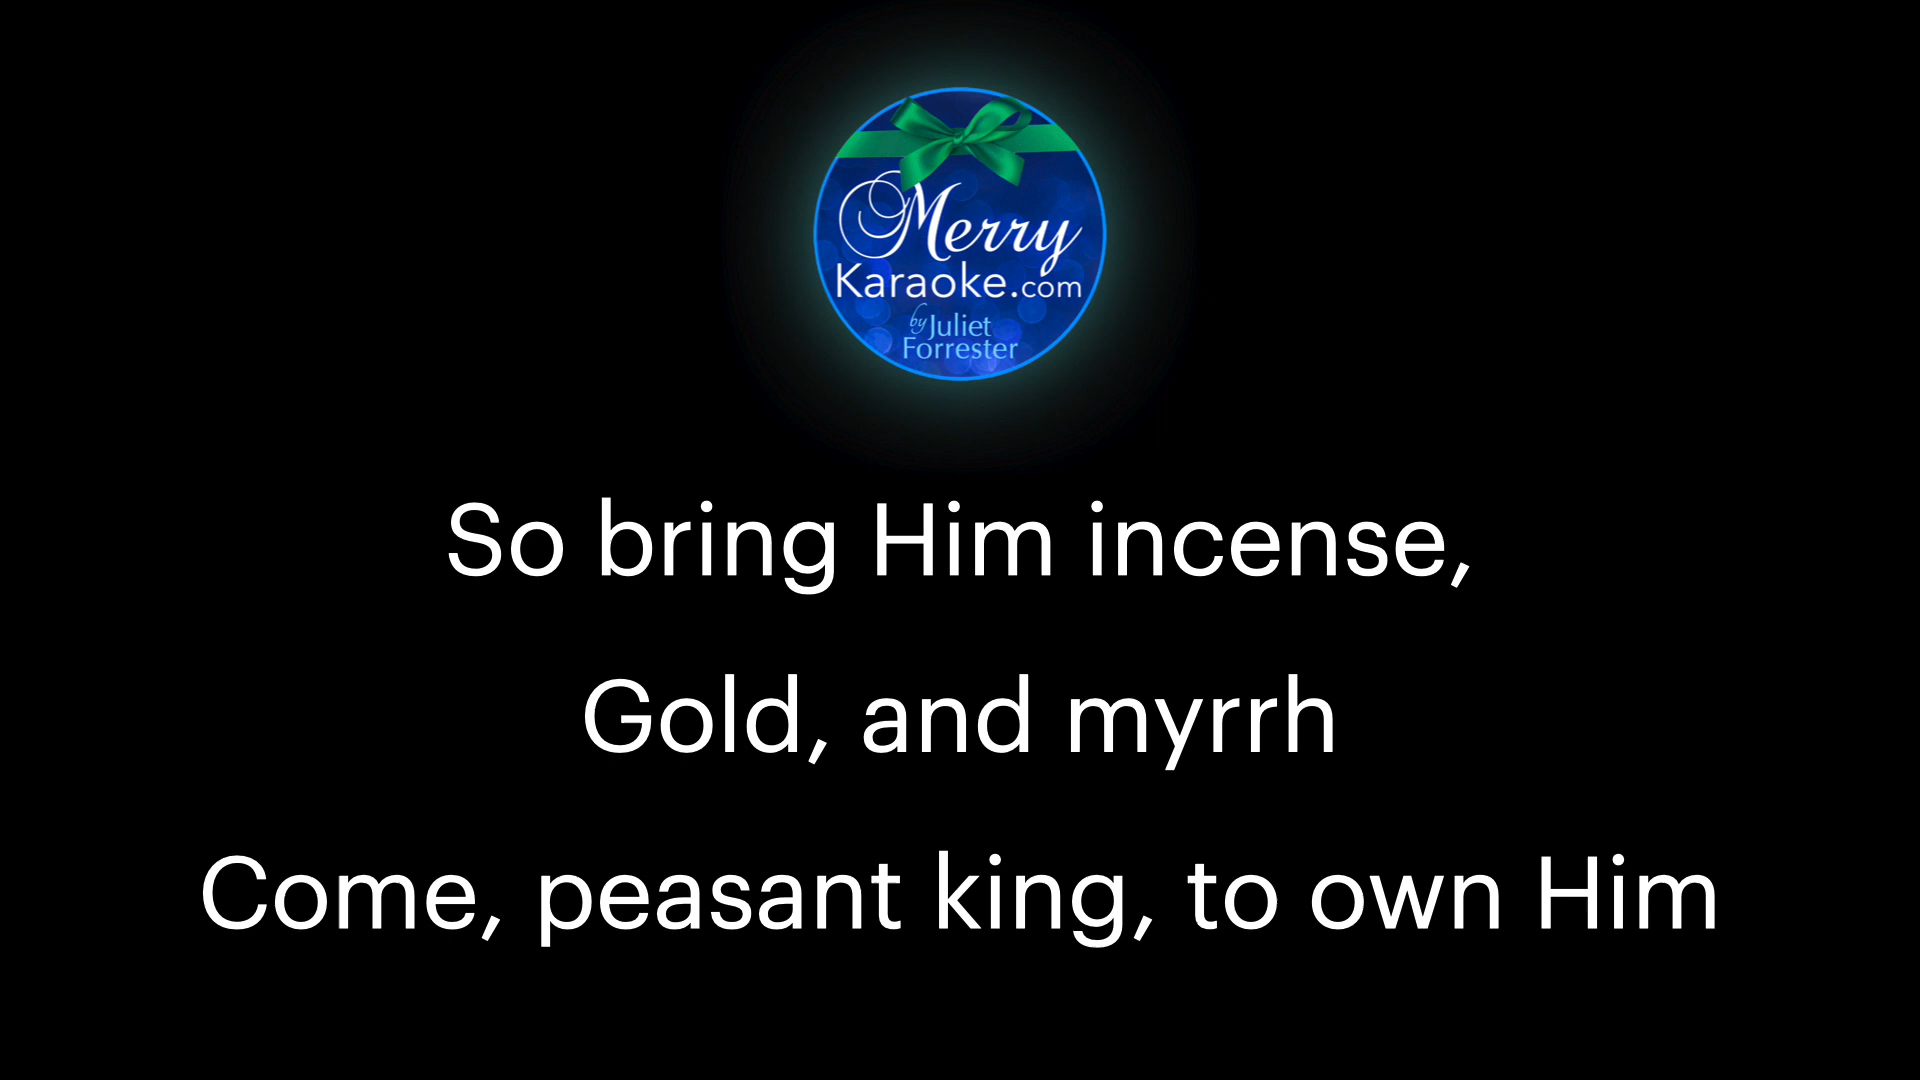 Merry
Karaoke.com
by Juliet
Forrester
So bring Him incense,
Gold, and myrrh
Come, peasant king, to own Him